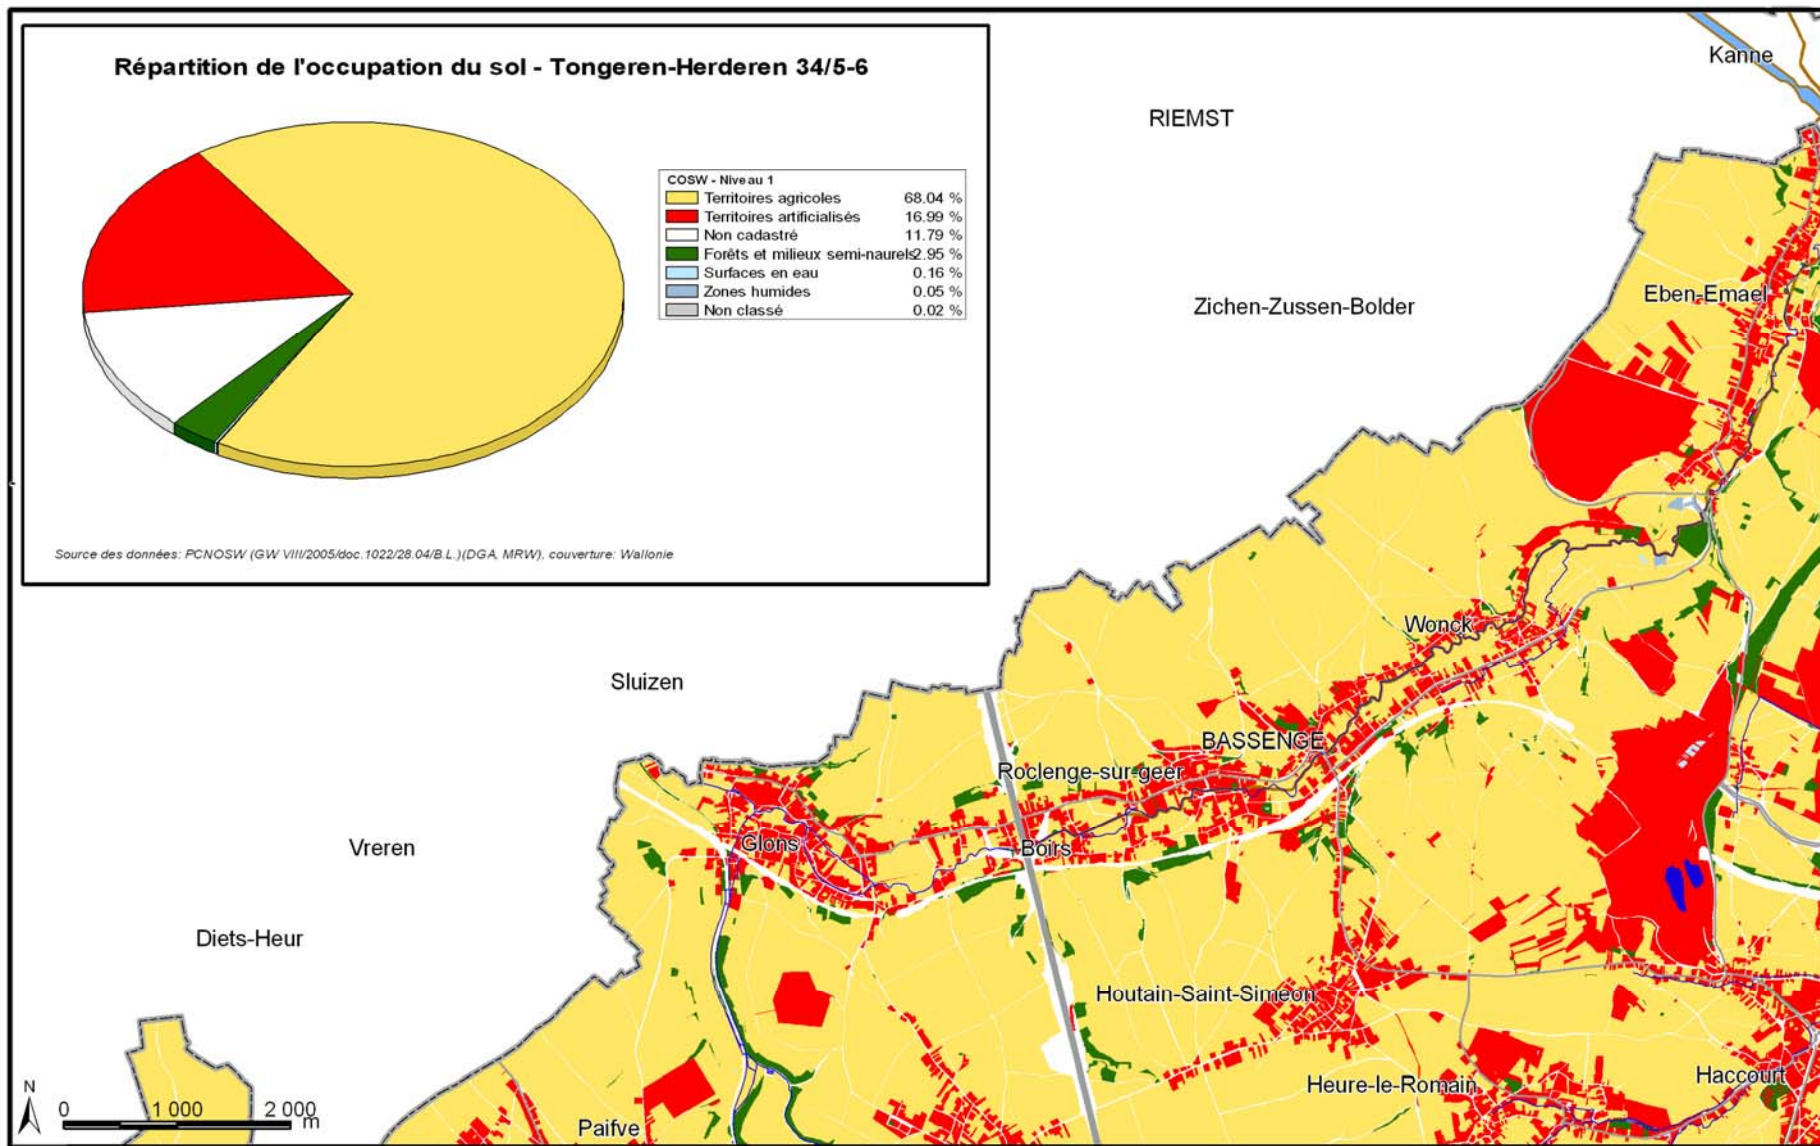 Répartition de l'occupation du sol - Tongeren-Herderen 34/5-6
COSW - Niveau 1
Territoires agricoles 68.04 %
Territoires artificialisés 16.99 %
Non cadastré 11.79 %
Forêts et milieux semi-naurels 2.95 %
Surfaces en eau 0.16 %
Zones humides 0.05 %
Non classé 0.02 %
Source des données: PCNOSW (GW VIII/2005/doc.1022/28.04/B.L.)(DGA, MRW), couverture: Wallonie
Kanne
RIEMST
Zichen-Zussen-Bolder
Eben-Emael
Wonck
Sluizen
BASSENGE
Roclenge-sur-geer
Glons
Boirs
Vreren
Diets-Heur
Houtain-Saint-Simeon
Haccourt
Heure-le-Romain
Paifve
N
0 1 000 2 000
m